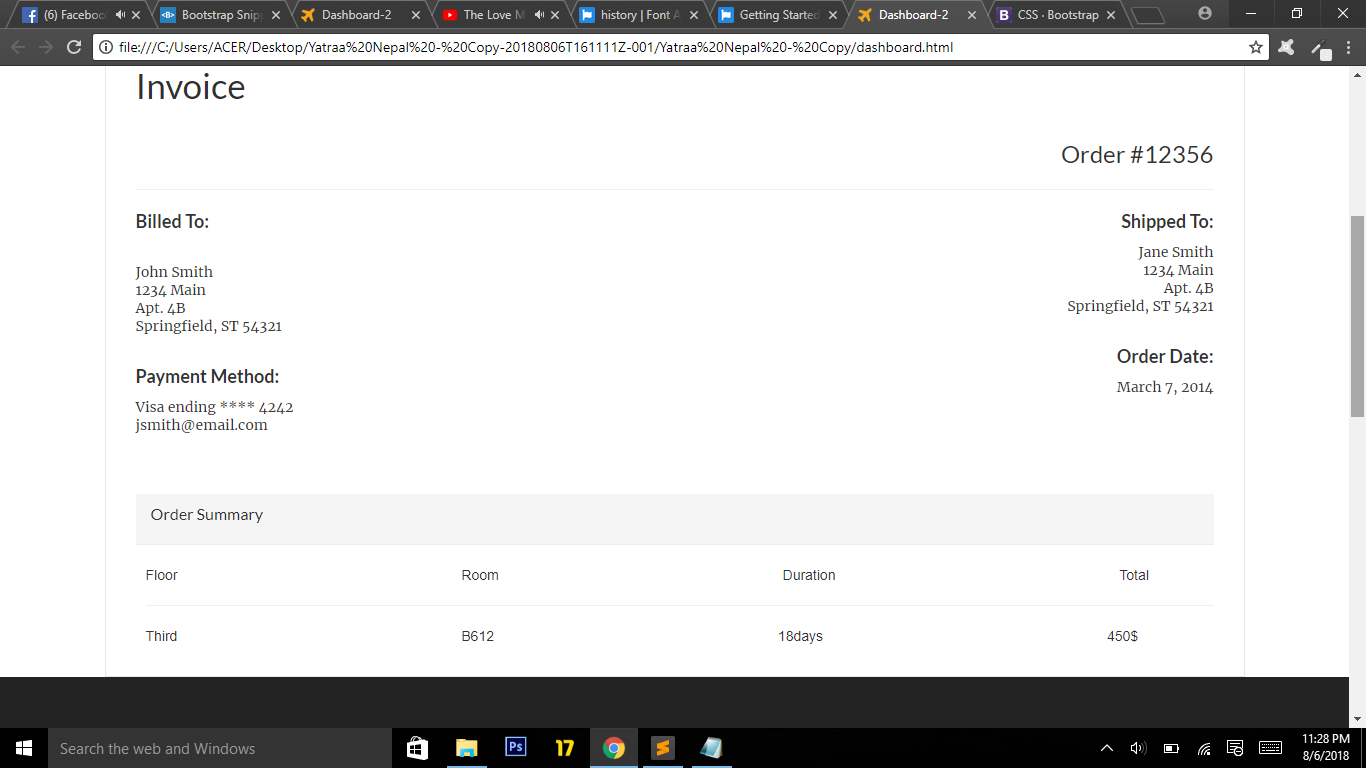 (6) Faceboo
Bootstrap Snip
Dashboard-2
The Love M
history | Font A
Getting Started
Dashboard-2
CSS · Bootstrap
file:///C:/Users/ACER/Desktop/Yatraa%20Nepal%20-%20Copy-20180806T161111Z-001/Yatraa%20Nepal%20-%20Copy/dashboard.html
Invoice
Order #12356
Billed To:
John Smith
1234 Main
Apt. 4B
Springfield, ST 54321
Shipped To:
Jane Smith
1234 Main
Apt. 4B
Springfield, ST 54321
Payment Method:
Visa ending **** 4242
jsmith@email.com
Order Date:
March 7, 2014
Order Summary
Floor Room Duration Total
Third B612 18days 450$
Search the web and Windows
Ps
17
11:28 PM
8/6/2018